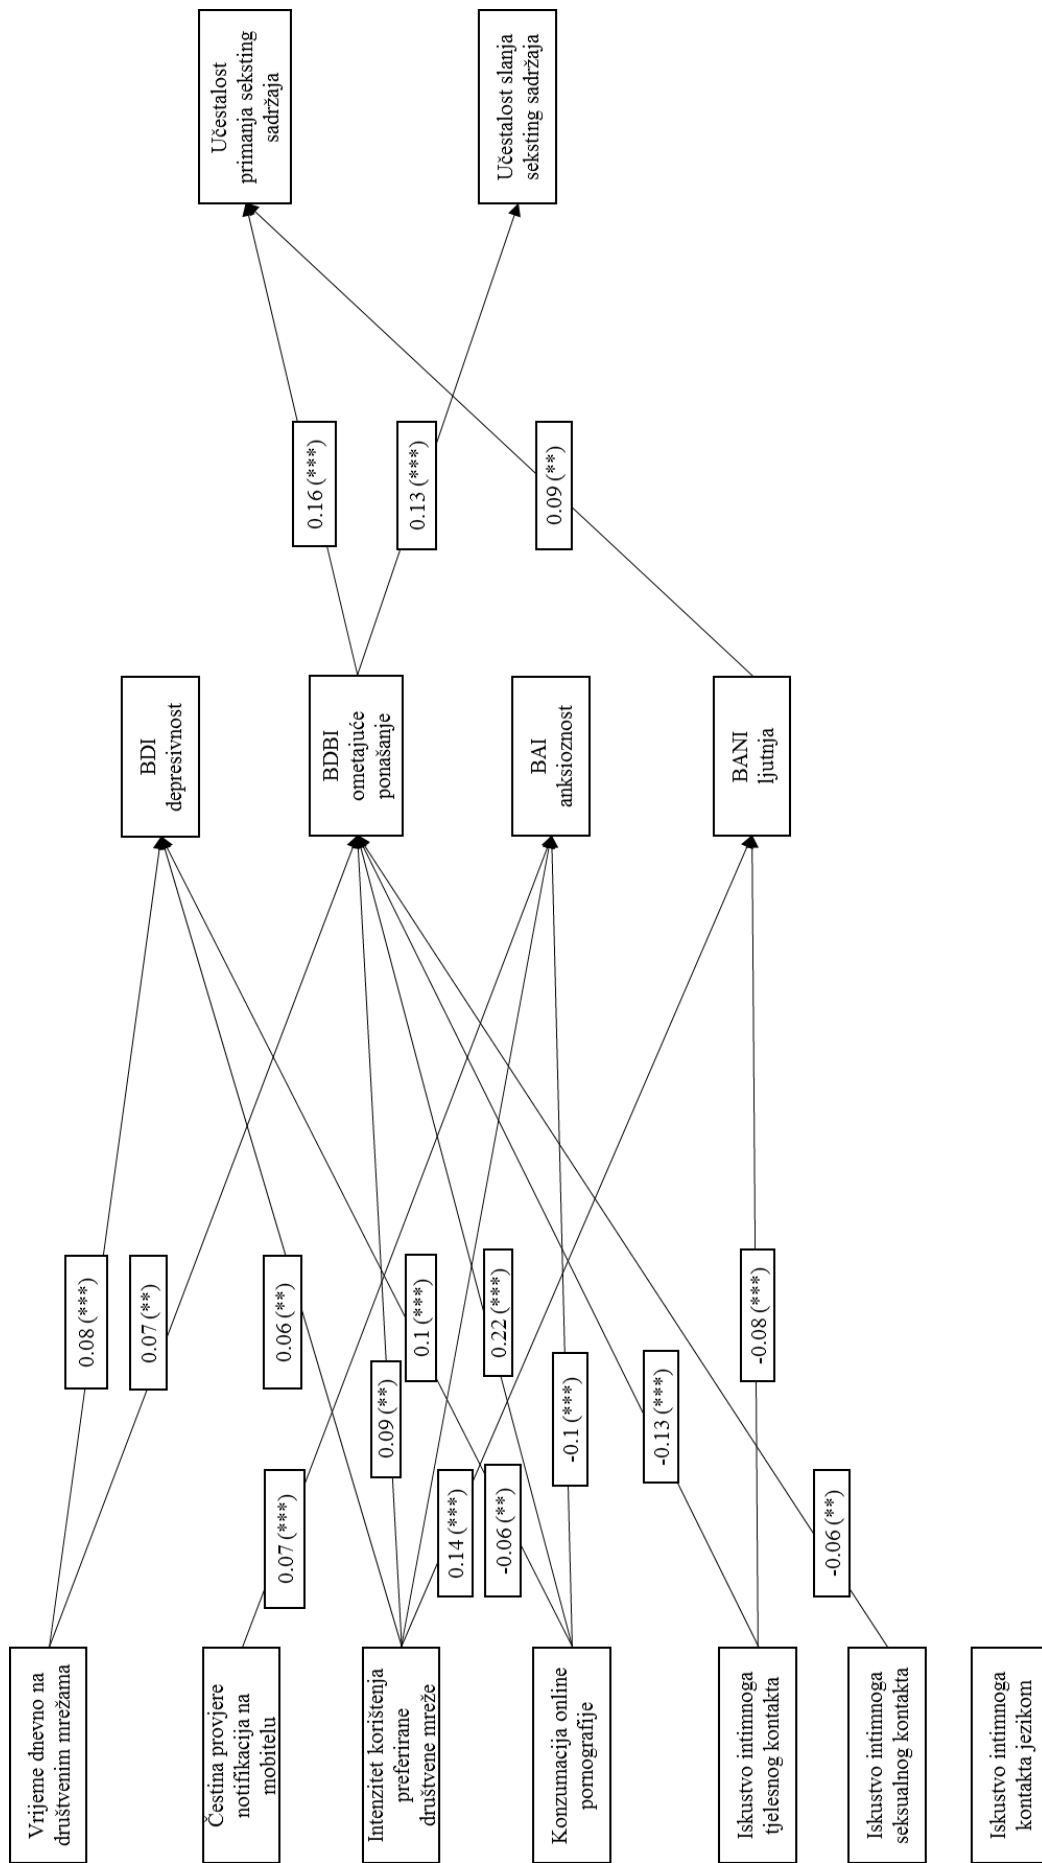 Vrijeme dnevno na
društvenim mrežama
Čestina provjere
notifikacija na
mobitelu
Intenzitet korištenja
preferirane
društvene mreže
Konzumacija online
pornografije
Iskustvo intimnoga
tjelesnog kontakta
Iskustvo intimnoga
seksualnog kontakta
Iskustvo intimnoga
kontakta jezikom
0.08 (***)
0.07 (**)
0.07 (***)
0.06 (**)
0.09 (**)
0.1 (***)
0.14 (***)
-0.06 (**)
0.22 (***)
-0.1 (***)
-0.13 (***)
-0.08 (***)
-0.06 (**)
BDI
depresivnost
BDBI
ometajuće
ponašanje
BAI
anksioznost
BANI
ljutnja
0.16 (***)
0.13 (***)
0.09 (**)
Učestalost
primanja seksting
sadržaja
Učestalost slanja
seksting sadržaja